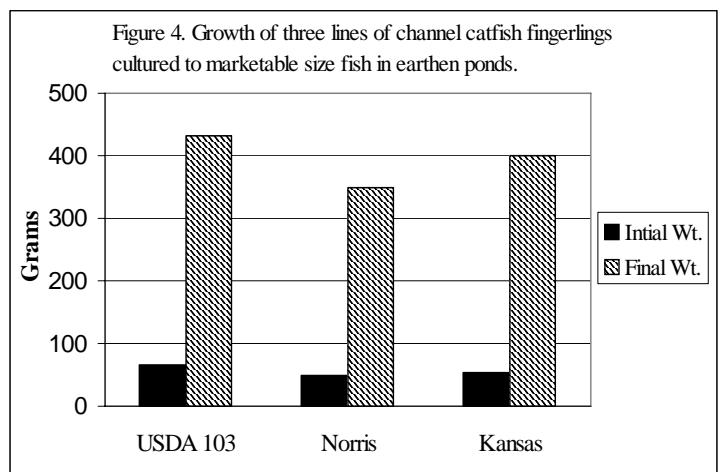 Figure 4. Growth of three lines of channel catfish fingerlings
cultured to marketable size fish in earthen ponds.
500
400
300
200
100
0
Grams
USDA 103
Norris
Kansas
Intial Wt.
Final Wt.